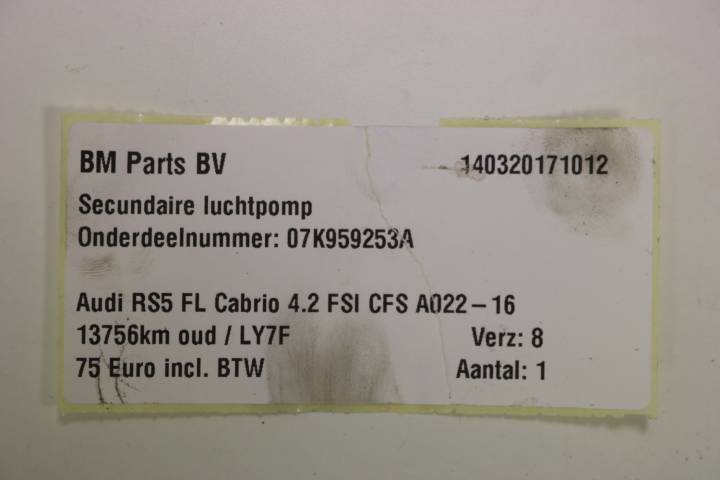 BM Parts BV 140320171012
Secundaire luchtpomp
Onderdeelnummer: 07K959253A
Audi RS5 FL Cabrio 4.2 FSI CFS A022-16
13756km oud / LY7F Verz: 8
75 Euro incl. BTW Aantal: 1